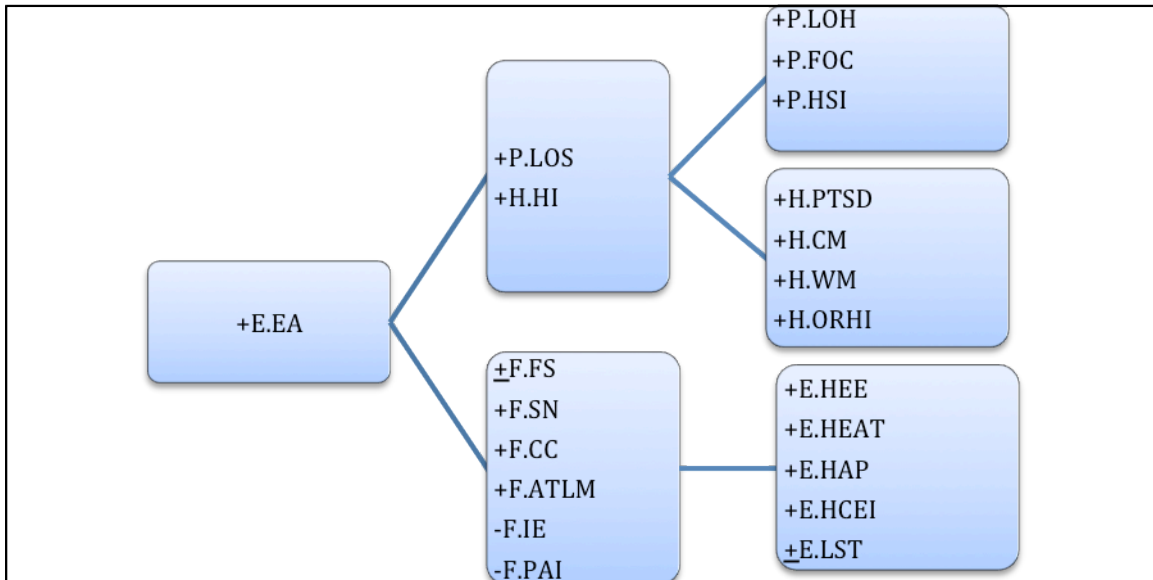 +E.EA
+P.LOS
+H.HI
+P.LOH
+P.FOC
+P.HSI
+H.PTSD
+H.CM
+H.WM
+H.ORHI
±F.FS
+F.SN
+F.CC
+F.ATLM
-F.IE
-F.PAI
+E.HEE
+E.HEAT
+E.HAP
+E.HCEI
±E.LST